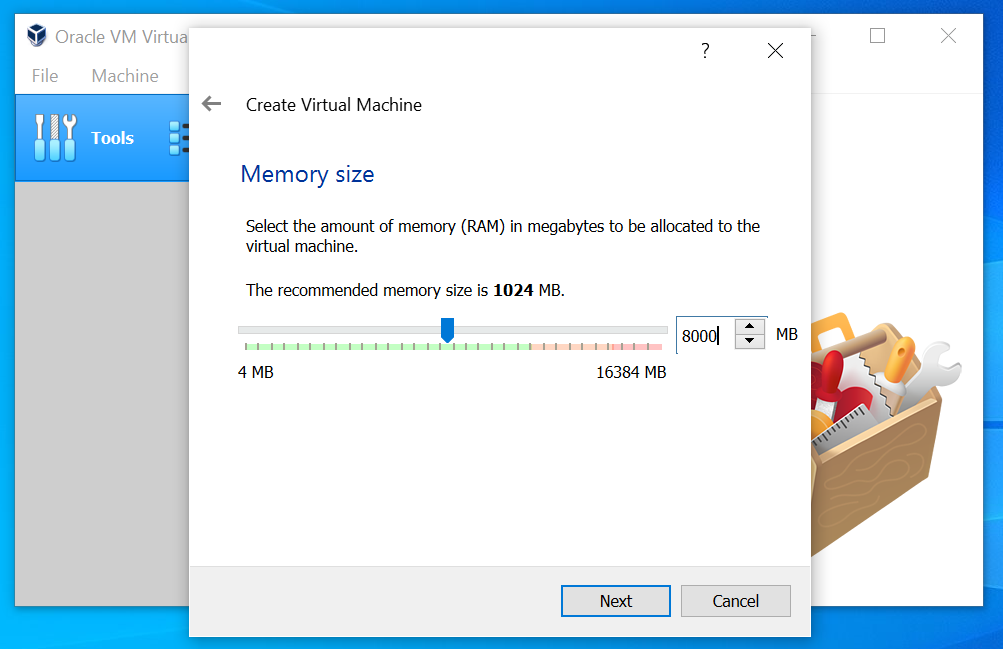 Oracle VM Virtua
File Machine
Tools
?
Create Virtual Machine
Memory size
Select the amount of memory (RAM) in megabytes to be allocated to the
virtual machine.
The recommended memory size is 1024 MB.
8000 MB
4 MB 16384 MB
Next Cancel